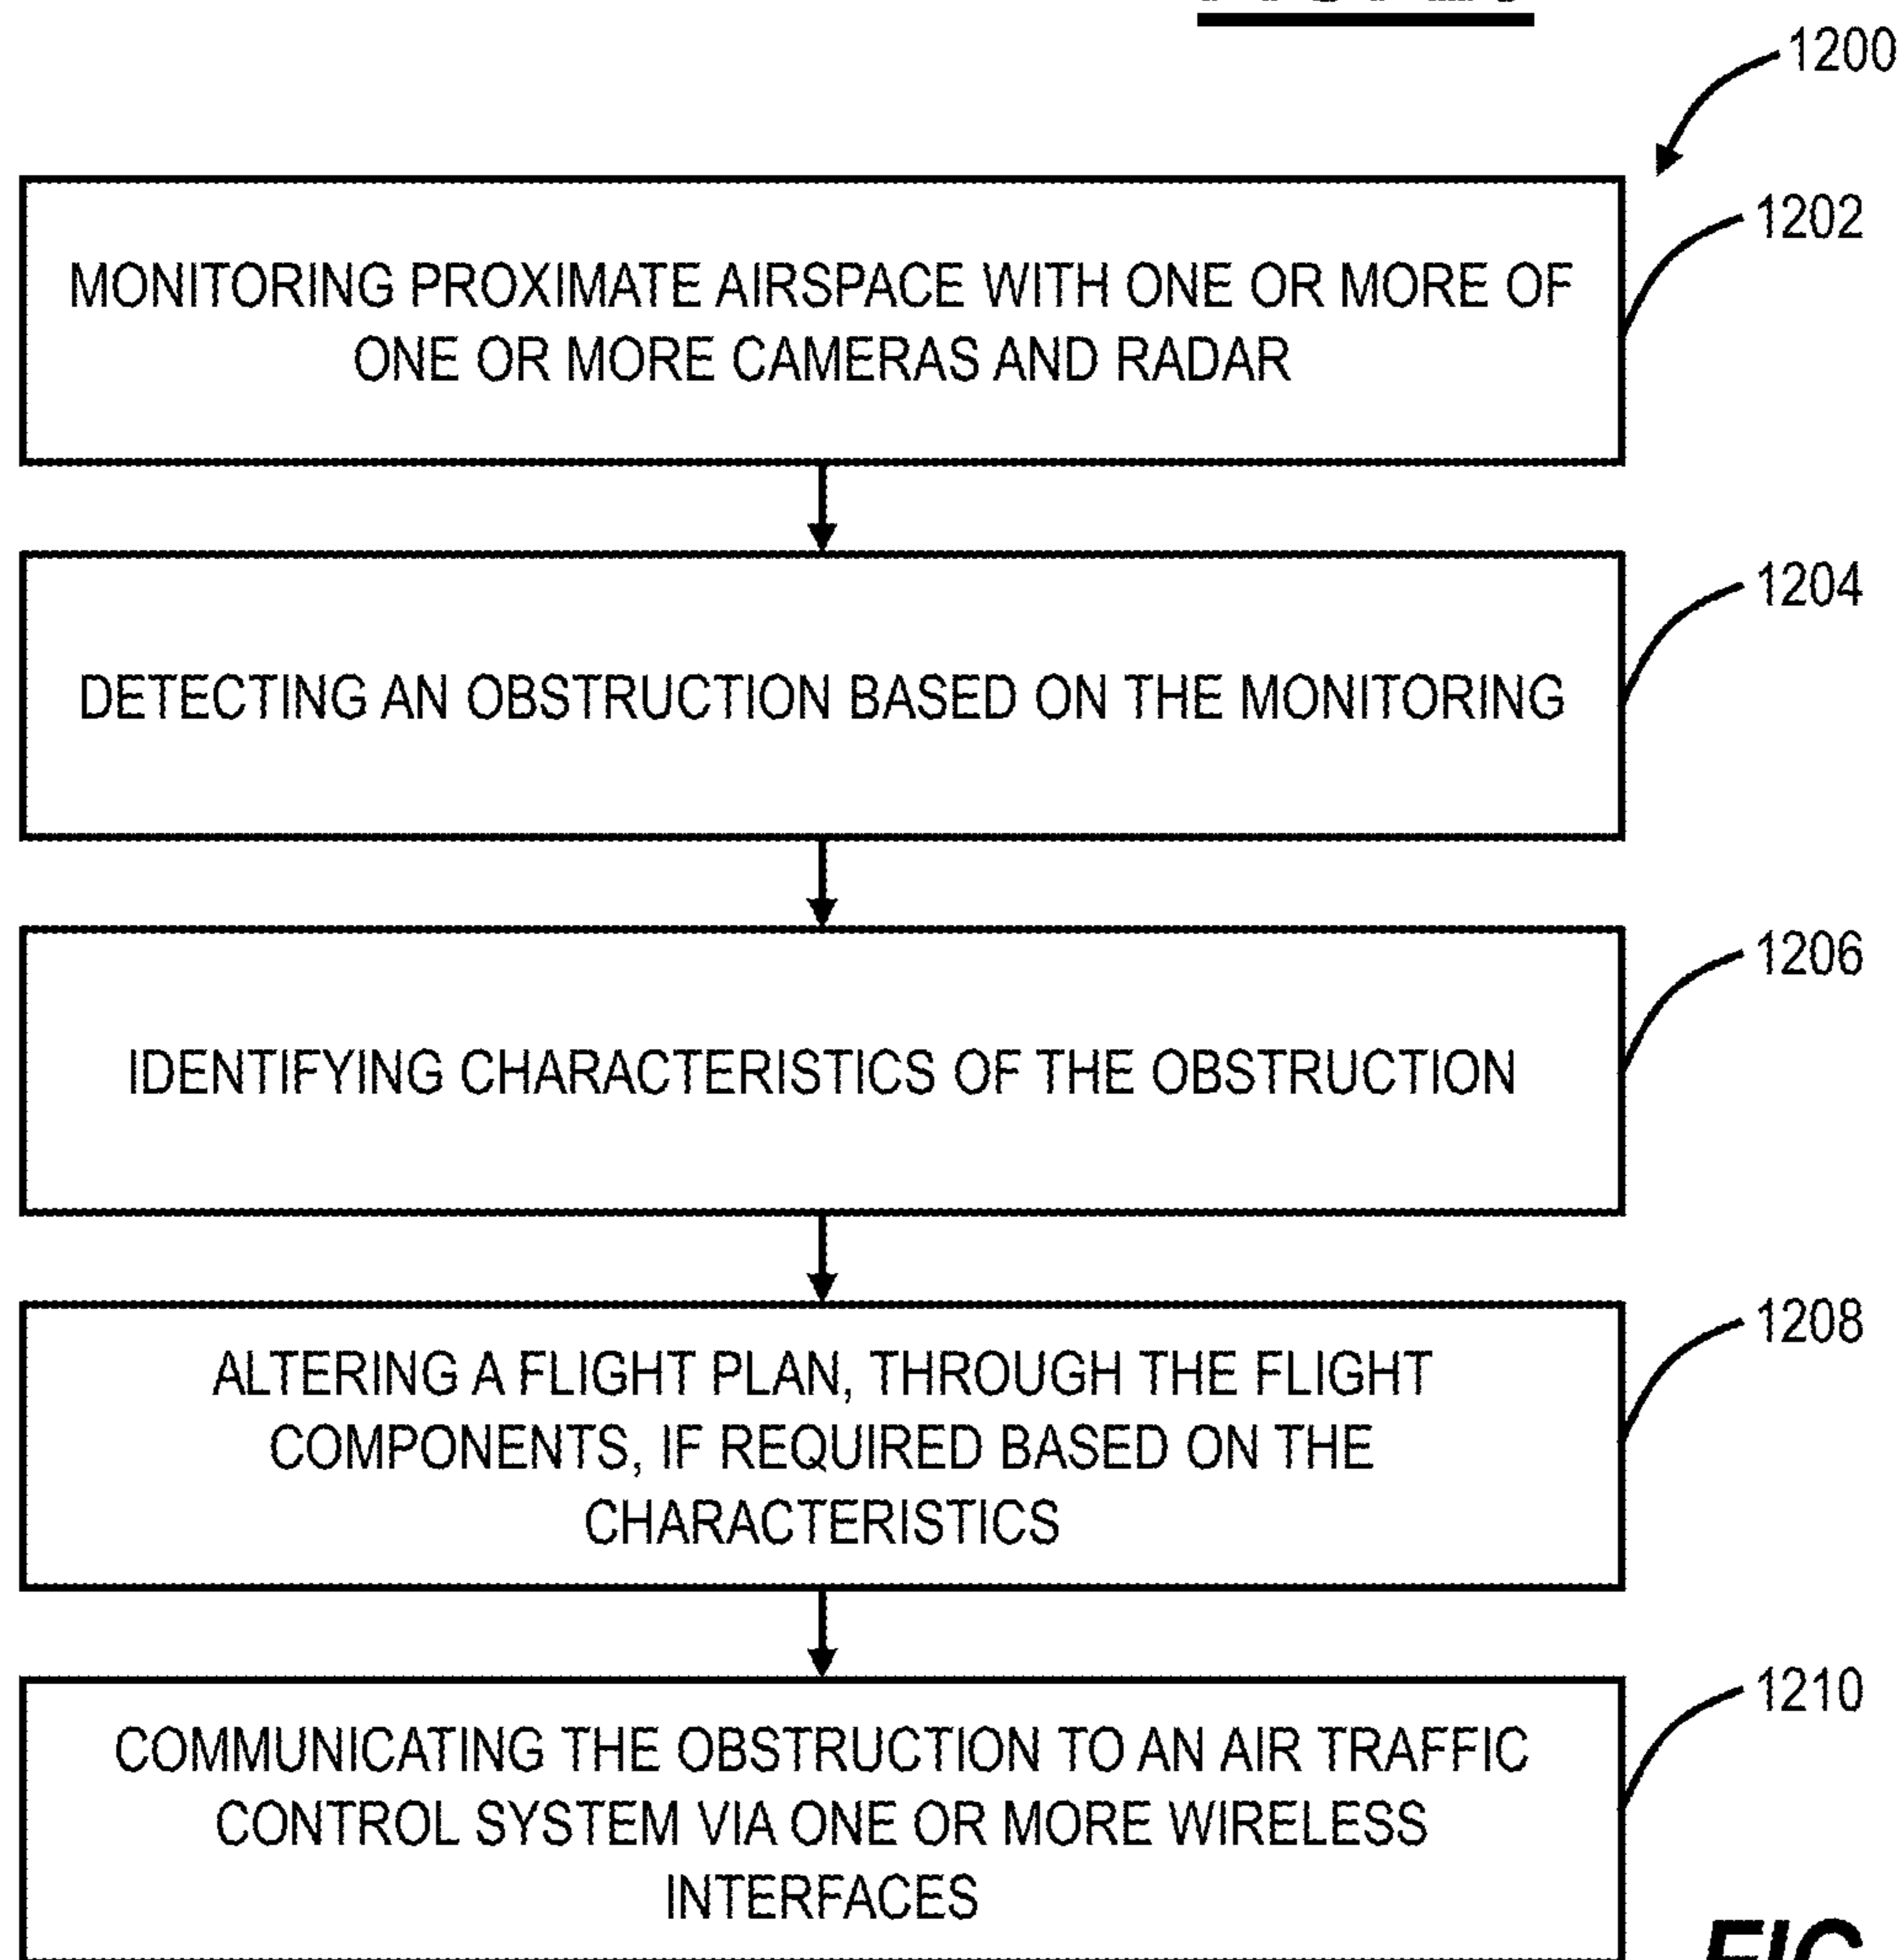 1200
1202
MONITORING PROXIMATE AIRSPACE WITH ONE OR MORE OF
ONE OR MORE CAMERAS AND RADAR
1204
DETECTING AN OBSTRUCTION BASED ON THE MONITORING
1206
IDENTIFYING CHARACTERISTICS OF THE OBSTRUCTION
1208
ALTERING A FLIGHT PLAN, THROUGH THE FLIGHT
COMPONENTS, IF REQUIRED BASED ON THE
CHARACTERISTICS
1210
COMMUNICATING THE OBSTRUCTION TO AN AIR TRAFFIC
CONTROL SYSTEM VIA ONE OR MORE WIRELESS
INTERFACES
FIG